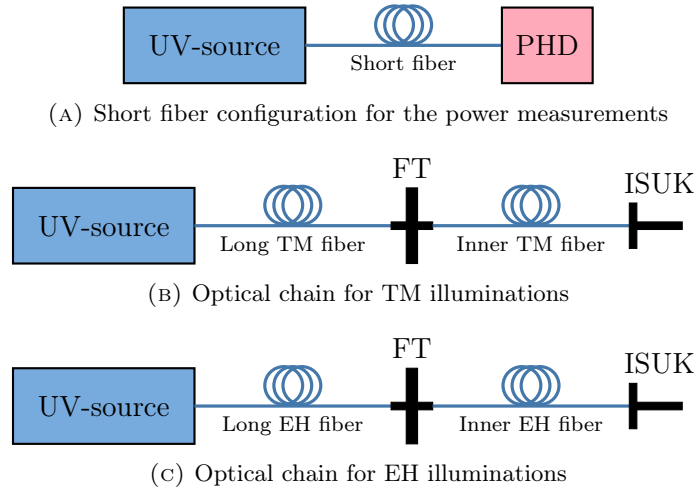 UV-source Short fiber PHD
(A) Short fiber configuration for the power measurements
FT ISUK
UV-source Long TM fiber Inner TM fiber
(B) Optical chain for TM illuminations
FT ISUK
UV-source Long EH fiber Inner EH fiber
(C) Optical chain for EH illuminations